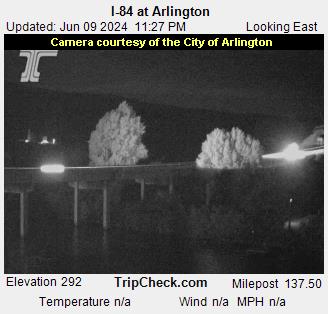 I-84 at Arlington
Updated: Jun 09 2024 11:27 PM Looking East
Camera courtesy of the City of Arlington
Elevation 292 TripCheck.com Milepost 137.50
Temperature n/a Wind n/a MPH n/a